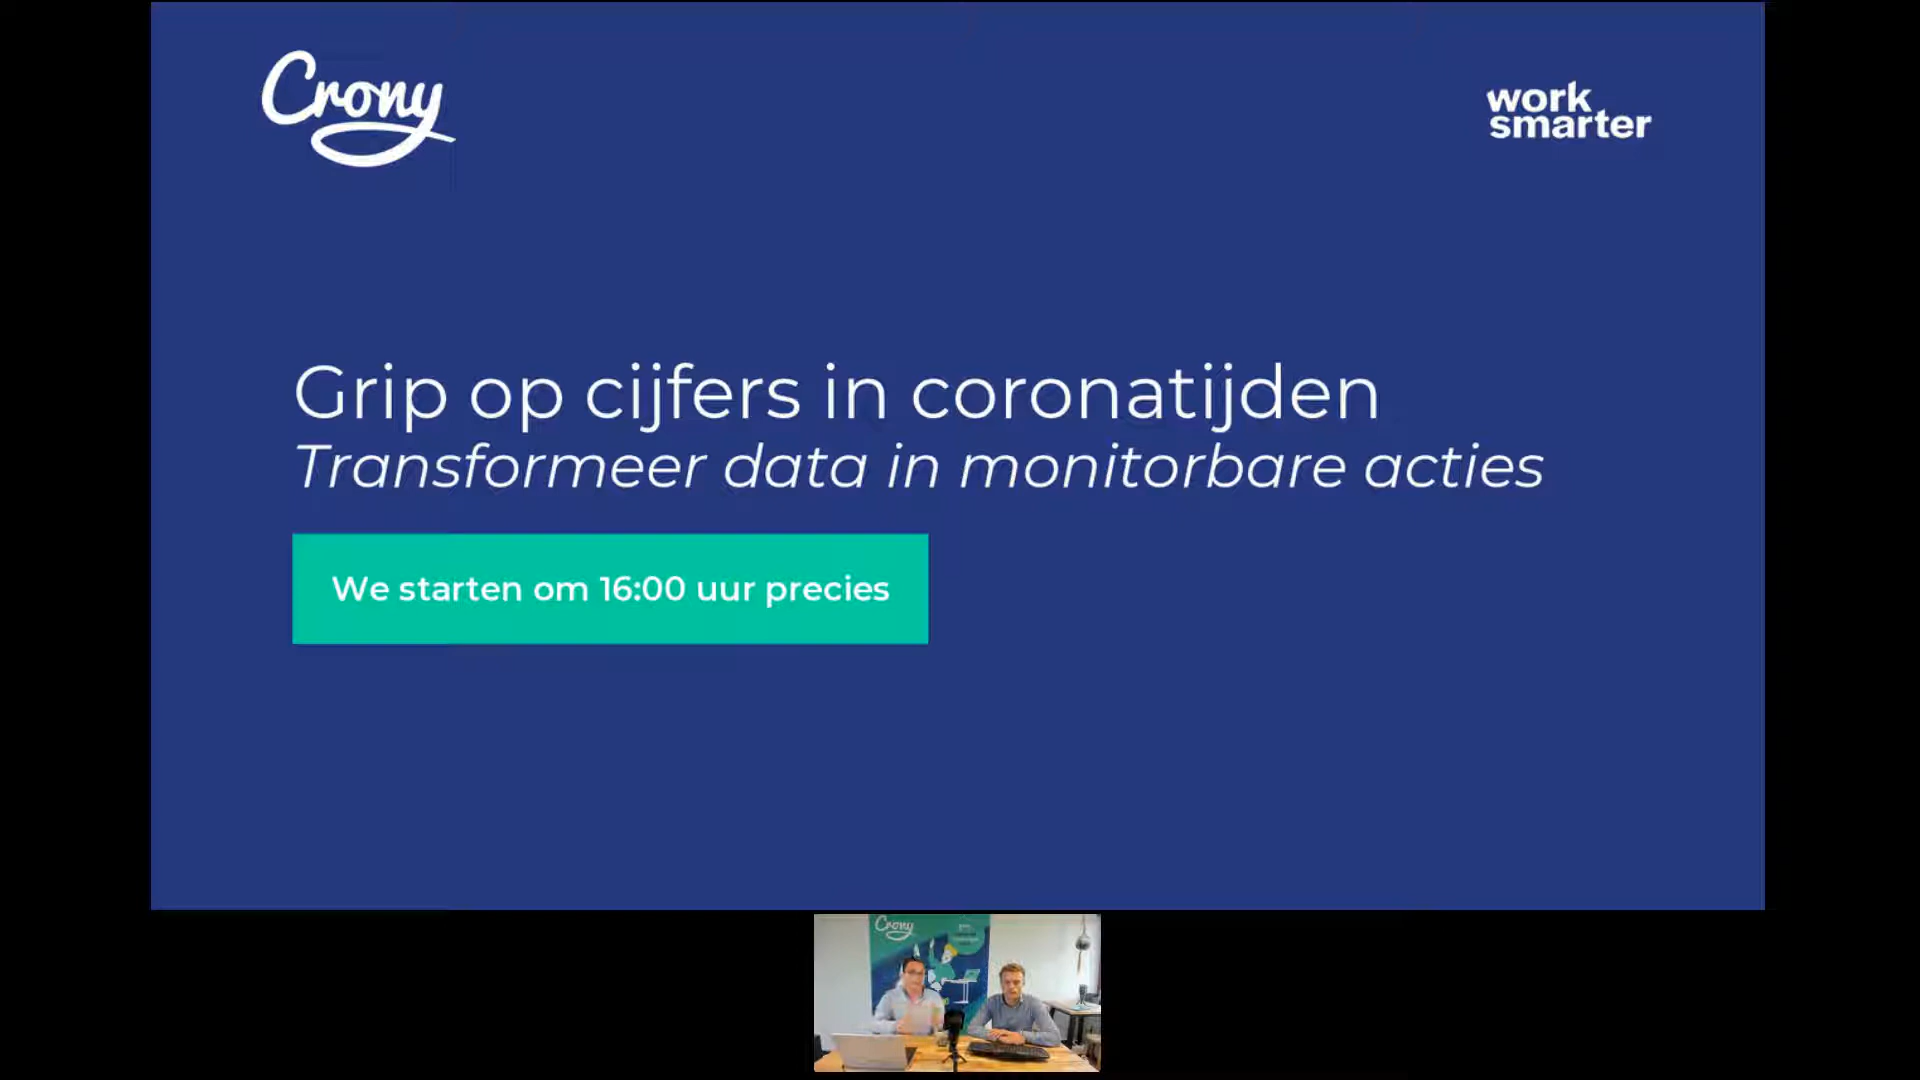 Crony
work
smarter
Grip op cijfers in coronatijden
Transformeer data in monitorbare acties
We starten om 16:00 uur precies
Crony